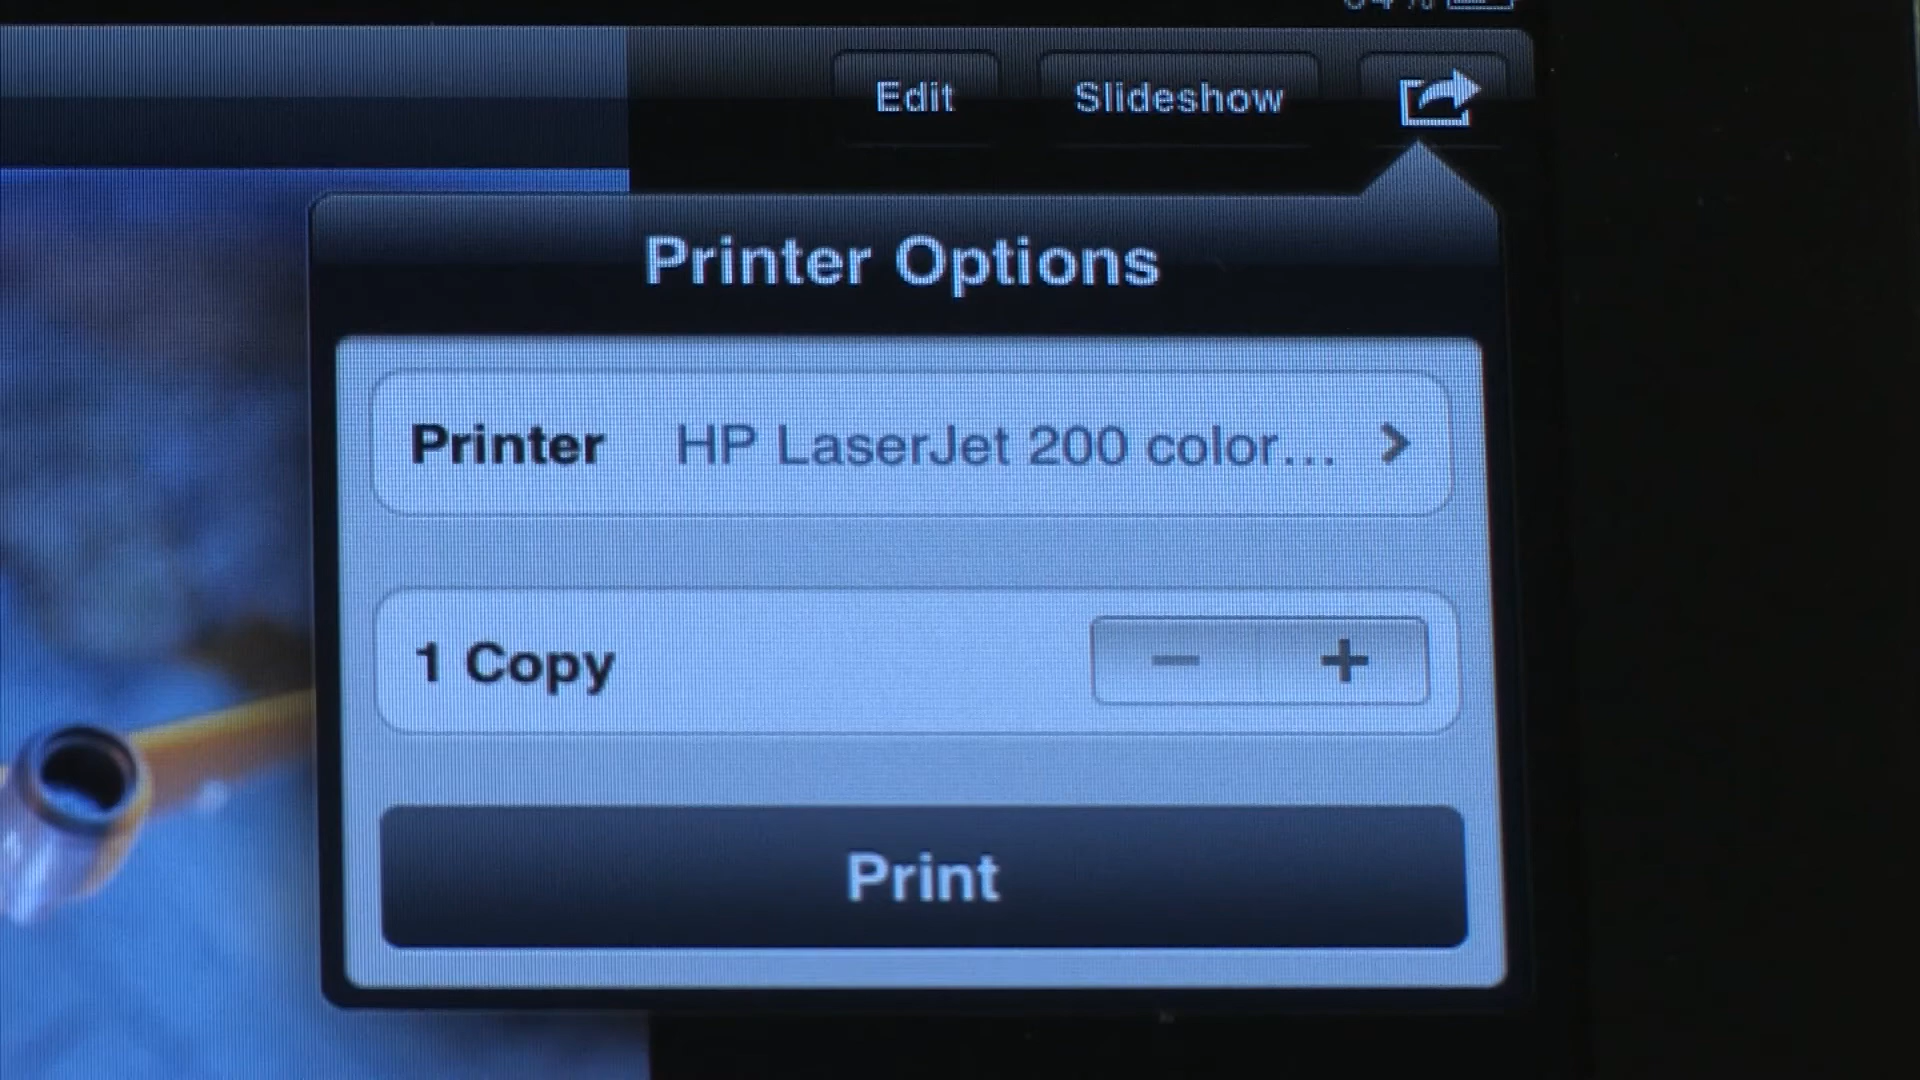 Edit Slideshow
Printer Options
Printer HP LaserJet 200 color...
1 Copy
Print